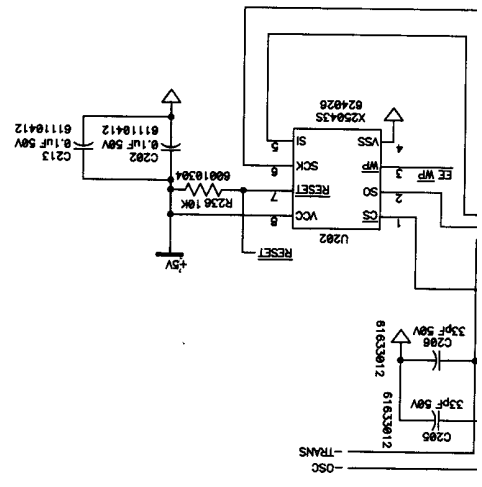 OSC
TRANS
C205
33pF 50V
61633012
C206
33pF 50V
61633012
+5V
RESET
U202
1
CS
VCC
8
2
SO
RESET
7
R236 10K
60010304
EE WP
3
WP
SCK
6
4
VSS
SI
5
X25043S
624026
C202
0.1uF 50V
61110412
C213
0.1uF 50V
61110412